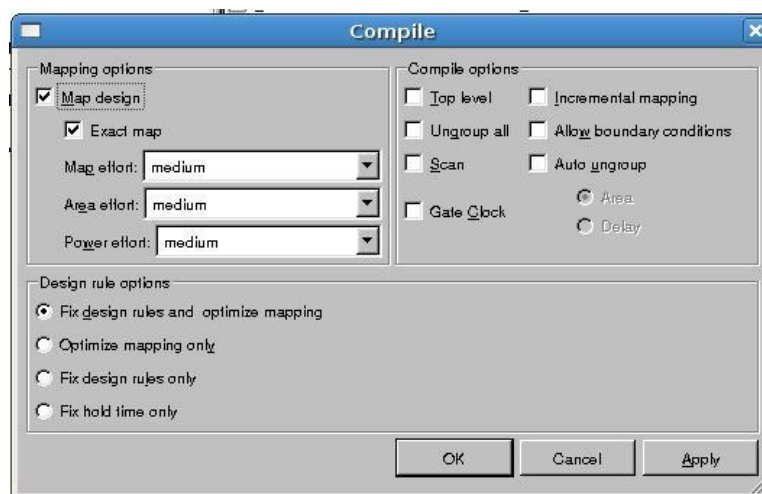 Compile
Mapping options
Map design
Exact map
Map effort: medium
Area effort: medium
Power effort: medium
Compile options
Top level
Incremental mapping
Ungroup all
Allow boundary conditions
Scan
Auto ungroup
Area
Gate Clock
Delay
Design rule options
Fix design rules and optimize mapping
Optimize mapping only
Fix design rules only
Fix hold time only
OK
Cancel
Apply